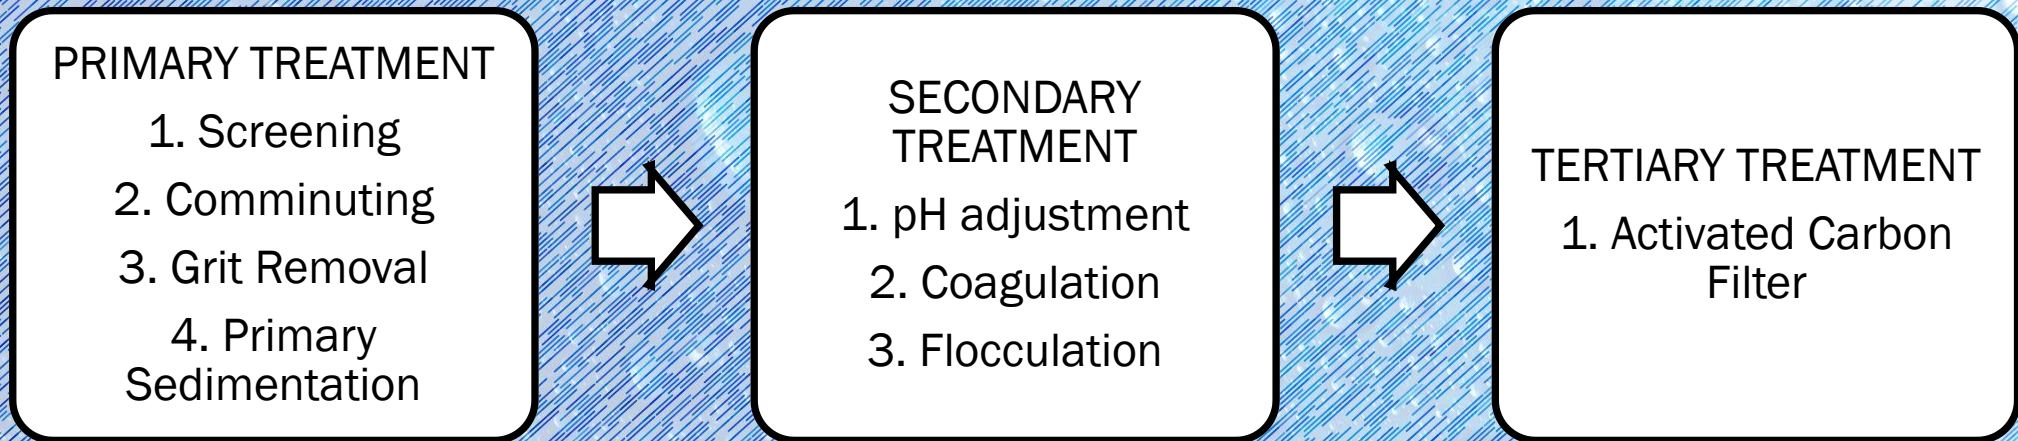 PRIMARY TREATMENT
1. Screening
2. Comminuting
3. Grit Removal
4. Primary
Sedimentation
SECONDARY
TREATMENT
1. pH adjustment
2. Coagulation
3. Flocculation
TERTIARY TREATMENT
1. Activated Carbon
Filter